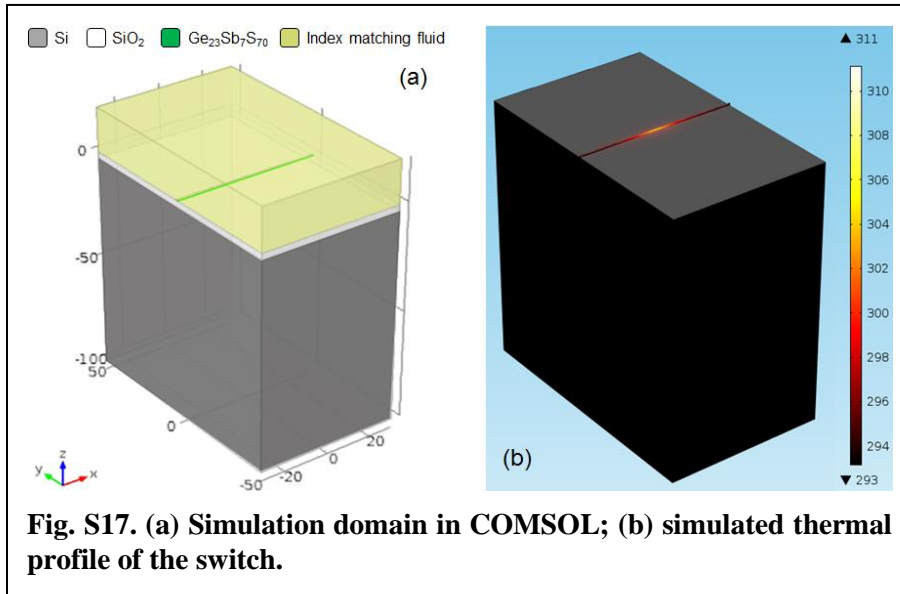 Si SiO₂ Ge₂₃Sb₇S₇₀ Index matching fluid
(a)
0
-50
-100
50
0
-50
-20
0
20
z
y
x
▲ 311
310
308
306
304
302
300
298
296
294
▼ 293
(b)
Fig. S17. (a) Simulation domain in COMSOL; (b) simulated thermal
profile of the switch.